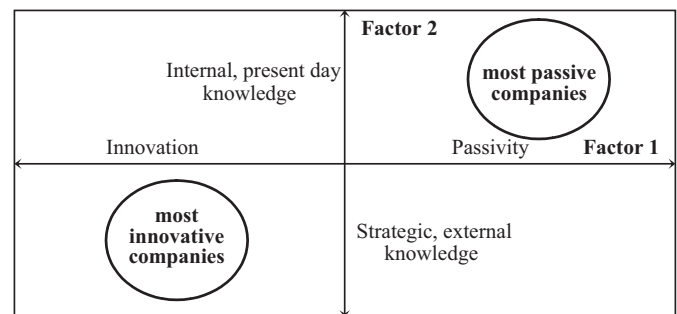 Factor 2
Internal, present day
knowledge
most passive
companies
Innovation
Passivity
Factor 1
most
innovative
companies
Strategic, external
knowledge